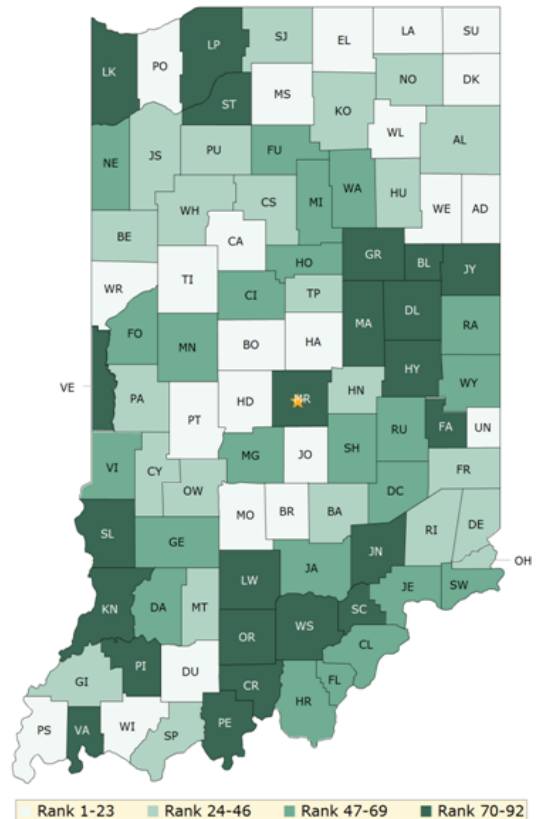 LK
PO
LP
SJ
EL
LA
SU
ST
MS
KO
NO
DK
WL
AL
NE
JS
PU
FU
MI
WA
HU
WE
AD
WH
CS
BE
CA
HO
GR
BL
JY
WR
TI
CI
TP
MA
DL
RA
FO
MN
BO
HA
HY
WY
VE
PA
PT
HD
MR
HN
FA
UN
RU
VI
CY
MG
JO
SH
FR
OW
MO
BR
BA
DC
RI
DE
SL
GE
LW
JA
JN
OH
KN
DA
MT
JE
SW
OR
WS
SC
CL
PI
DU
CR
GI
FL
HR
PS
VA
WI
SP
PE
Rank 1-23 Rank 24-46 Rank 47-69 Rank 70-92